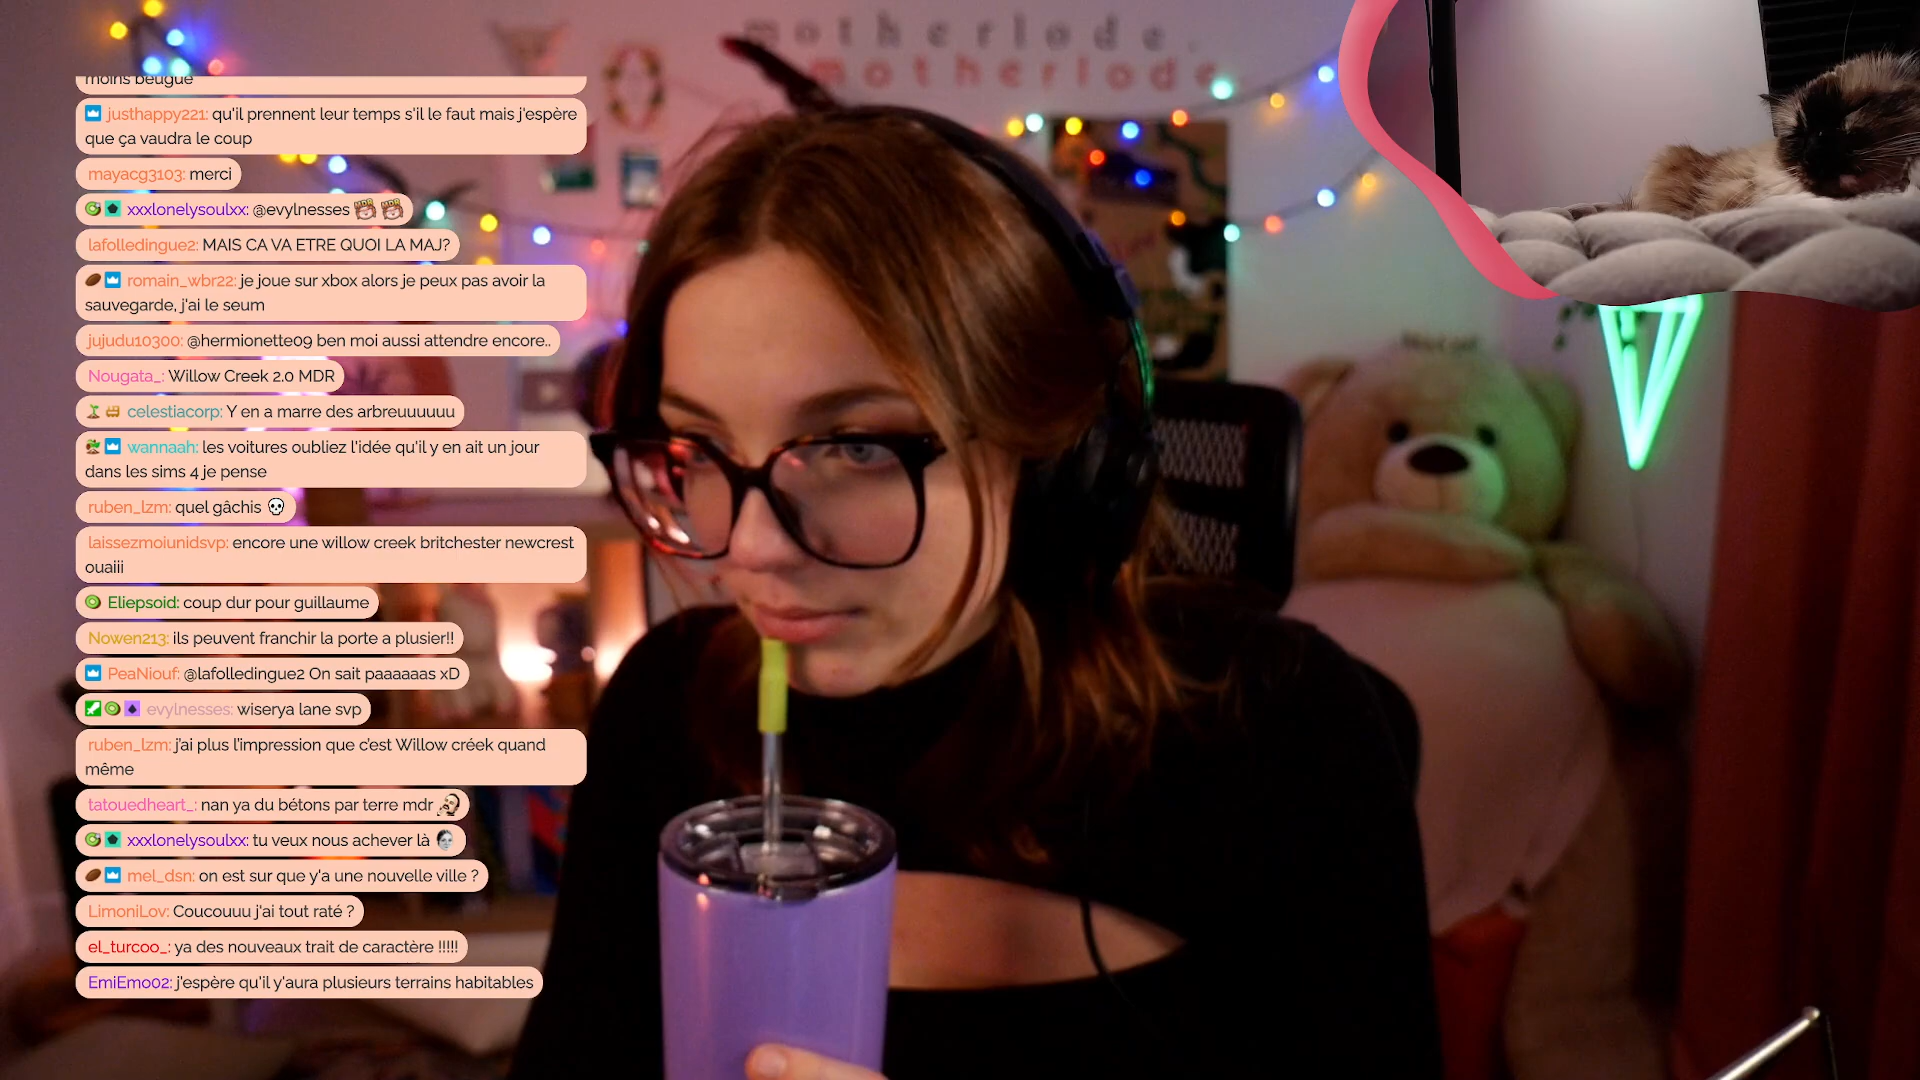 motherlode.
motherlode.
moins beugué
justhappy221: qu'il prennent leur temps s'il le faut mais j'espère
que ça vaudra le coup
mayacg3103: merci
xxxlonelysoulxx: @evylnesses
lafolledingue2: MAIS CA VA ETRE QUOI LA MAJ?
romain_wbr22: je joue sur xbox alors je peux pas avoir la
sauvegarde, j'ai le seum
jujudu10300: @hermionette09 ben moi aussi attendre encore..
Nougata_: Willow Creek 2.0 MDR
celestiacorp: Y en a marre des arbreuuuuuu
wannaah: les voitures oubliez l'idée qu'il y en ait un jour
dans les sims 4 je pense
ruben_lzm: quel gâchis 💀
laissezmoiunidsvp: encore une willow creek britchester newcrest
ouaiii
Eliepsoid: coup dur pour guillaume
Nowen213: ils peuvent franchir la porte a plusier!!
PeaNiouf: @lafolledingue2 On sait paaaaaas xD
evylnesses: wiserya lane svp
ruben_lzm: j'ai plus l'impression que c'est Willow créek quand
même
tatouedheart_: nan ya du bétons par terre mdr
xxxlonelysoulxx: tu veux nous achever là
mel_dsn: on est sur que y'a une nouvelle ville ?
LimoniLov: Coucouuu j'ai tout raté ?
el_turcoo_: ya des nouveaux trait de caractère !!!!!
EmiEmo02: j'espère qu'il y'aura plusieurs terrains habitables